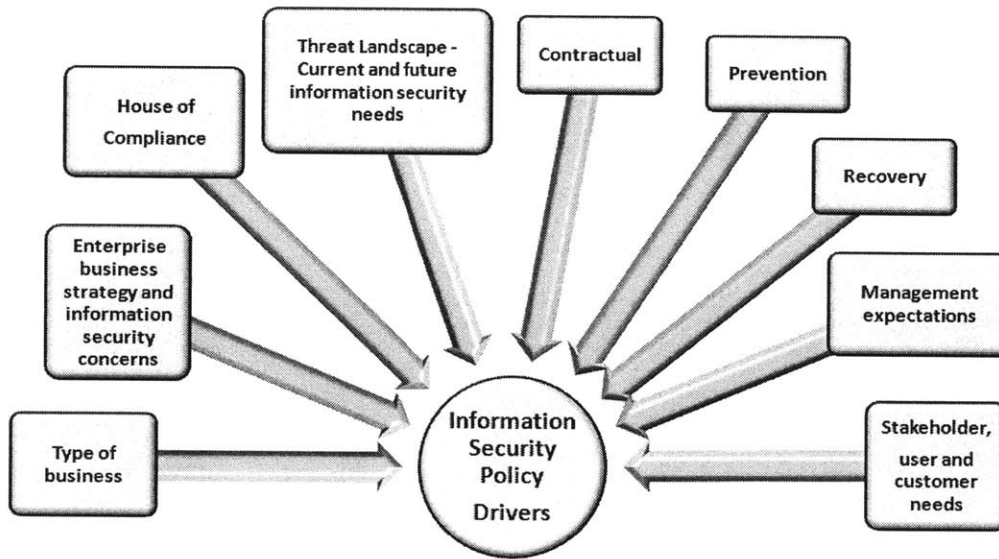 Type of
business
Enterprise
business
strategy and
information
security
concerns
House of
Compliance
Threat Landscape -
Current and future
information security
needs
Contractual
Prevention
Recovery
Management
expectations
Stakeholder,
user and
customer
needs
Information
Security
Policy
Drivers